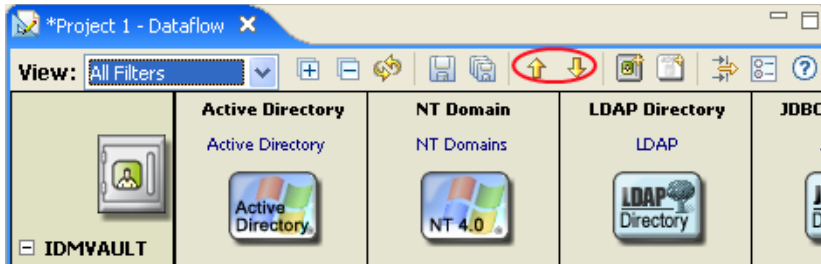 *Project 1 - Dataflow
View: All Filters
Active Directory NT Domain LDAP Directory JDBC
Active Directory NT Domains LDAP
Active Directory. NT 4.0 LDAP Directory
IDMVAULT